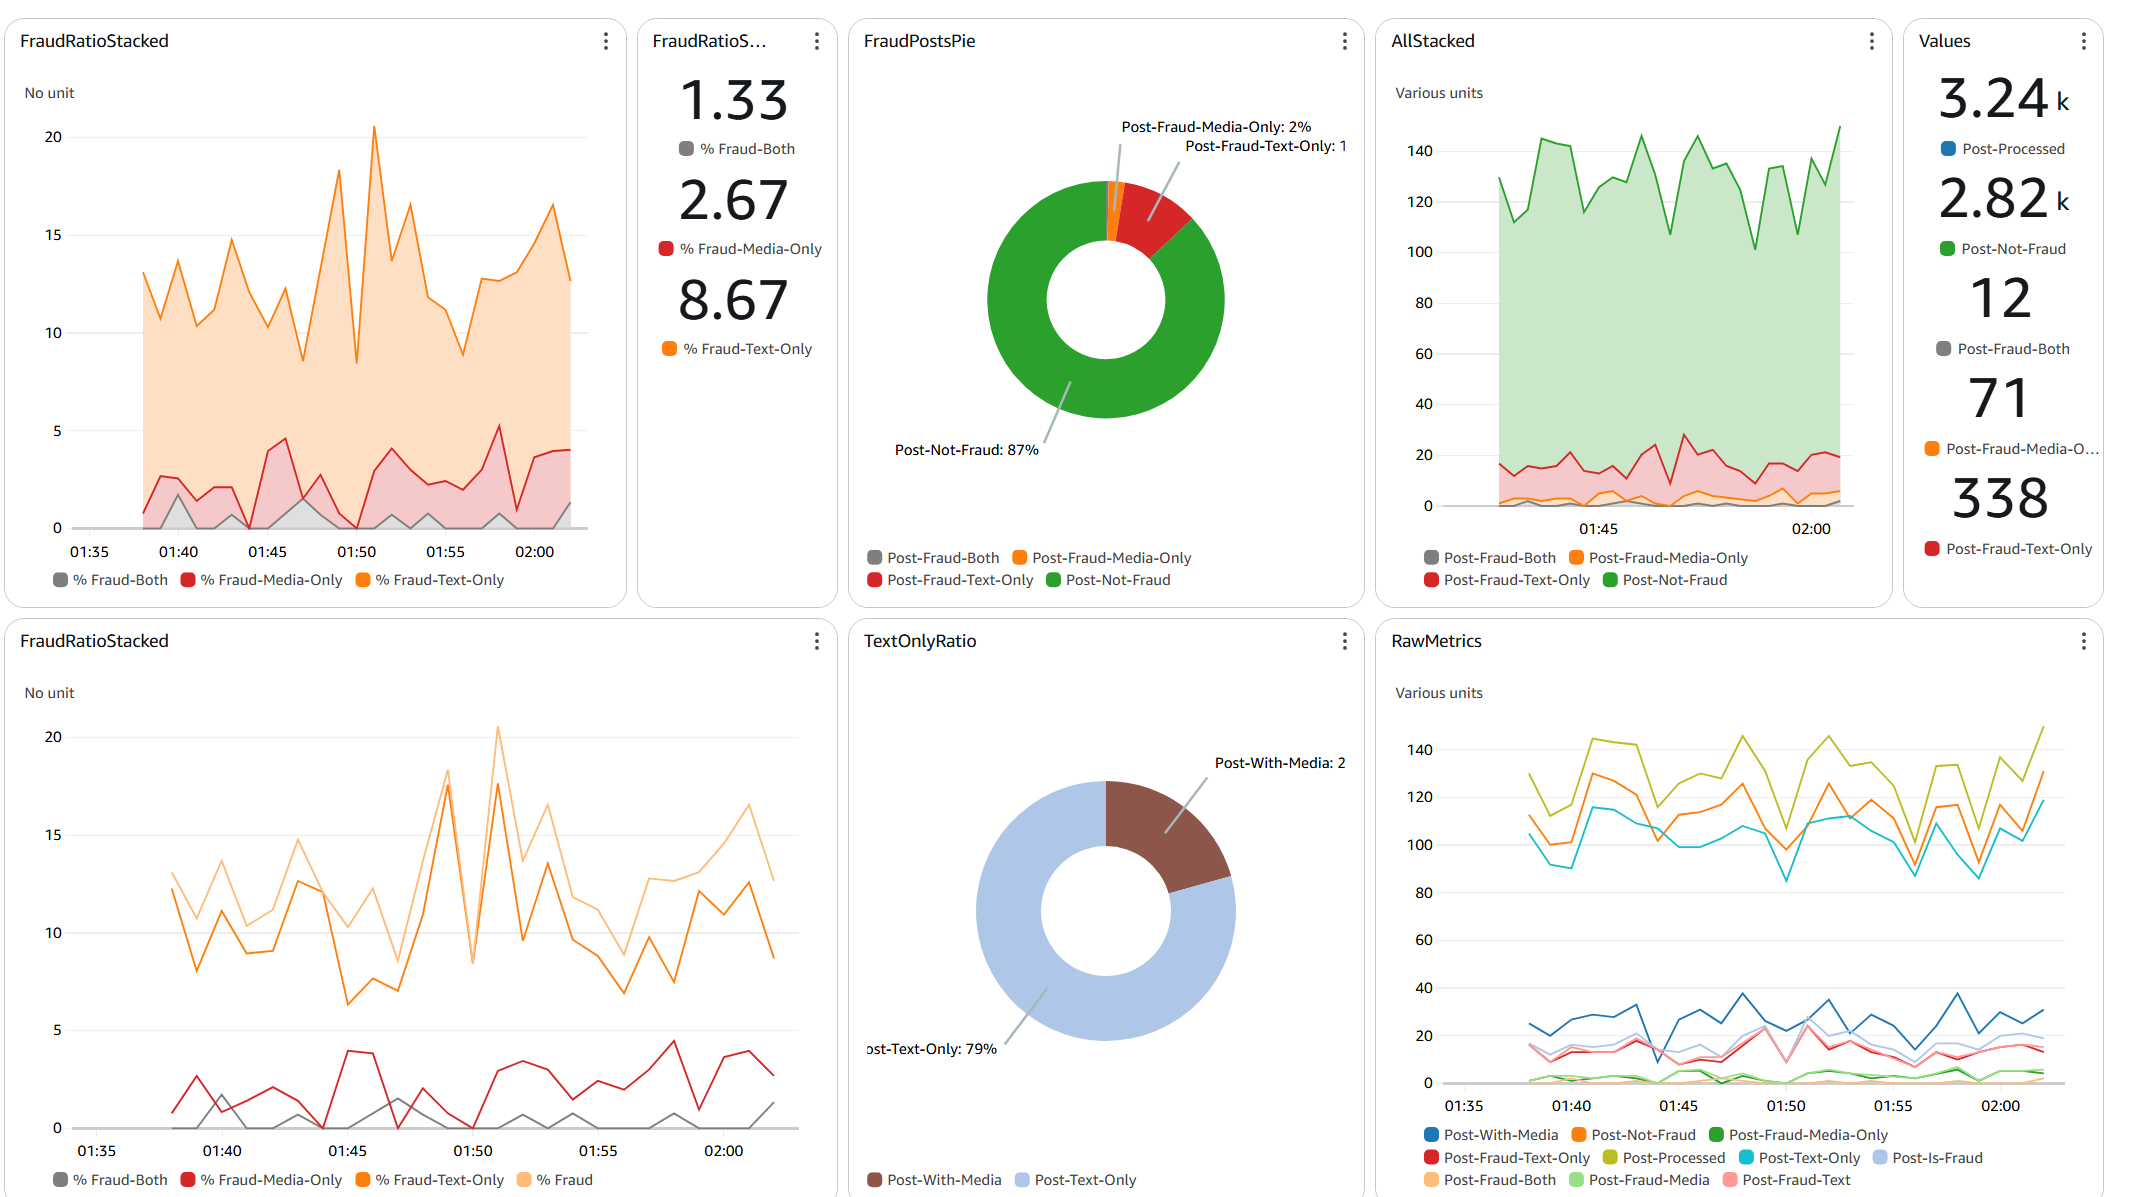 FraudRatioStacked
No unit
20
15
10
5
0
01:35 01:40 01:45 01:50 01:55 02:00
% Fraud-Both % Fraud-Media-Only % Fraud-Text-Only
FraudRatioS...
1.33
% Fraud-Both
2.67
% Fraud-Media-Only
8.67
% Fraud-Text-Only
FraudPostsPie
Post-Fraud-Media-Only: 2%
Post-Fraud-Text-Only: 1
Post-Not-Fraud: 87%
Post-Fraud-Both Post-Fraud-Media-Only
Post-Fraud-Text-Only Post-Not-Fraud
AllStacked
Various units
140
120
100
80
60
40
20
0
01:45 02:00
Post-Fraud-Both Post-Fraud-Media-Only
Post-Fraud-Text-Only Post-Not-Fraud
Values
3.24 k
Post-Processed
2.82 k
Post-Not-Fraud
12
Post-Fraud-Both
71
Post-Fraud-Media-O...
338
Post-Fraud-Text-Only
FraudRatioStacked
No unit
20
15
10
5
0
01:35 01:40 01:45 01:50 01:55 02:00
% Fraud-Both % Fraud-Media-Only % Fraud-Text-Only % Fraud
TextOnlyRatio
Post-With-Media: 2
ost-Text-Only: 79%
Post-With-Media Post-Text-Only
RawMetrics
Various units
140
120
100
80
60
40
20
0
01:35 01:40 01:45 01:50 01:55 02:00
Post-With-Media Post-Not-Fraud Post-Fraud-Media-Only
Post-Fraud-Text-Only Post-Processed Post-Text-Only Post-Is-Fraud
Post-Fraud-Both Post-Fraud-Media Post-Fraud-Text